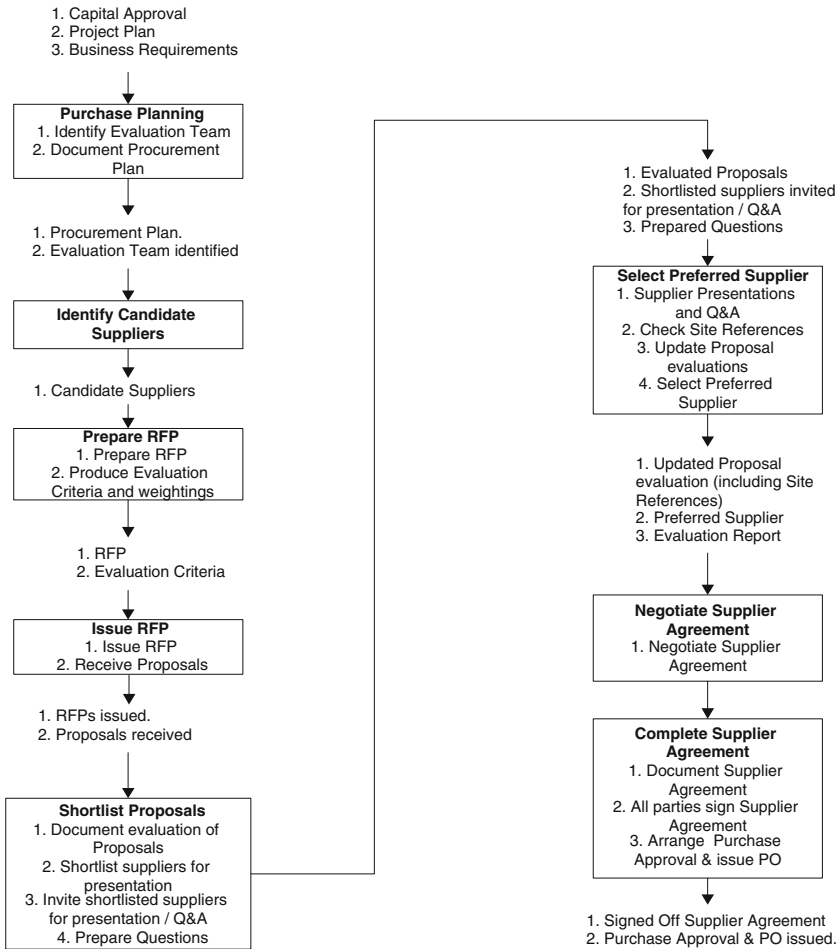 1. Capital Approval
2. Project Plan
3. Business Requirements
Purchase Planning
1. Identify Evaluation Team
2. Document Procurement
Plan
1. Procurement Plan.
2. Evaluation Team identified
Identify Candidate
Suppliers
1. Candidate Suppliers
Prepare RFP
1. Prepare RFP
2. Produce Evaluation
Criteria and weightings
1. RFP
2. Evaluation Criteria
Issue RFP
1. Issue RFP
2. Receive Proposals
1. RFPs issued.
2. Proposals received
Shortlist Proposals
1. Document evaluation of
Proposals
2. Shortlist suppliers for
presentation
3. Invite shortlisted suppliers
for presentation / Q&A
4. Prepare Questions
1. Evaluated Proposals
2. Shortlisted suppliers invited
for presentation / Q&A
3. Prepared Questions
Select Preferred Supplier
1. Supplier Presentations
and Q&A
2. Check Site References
3. Update Proposal
evaluations
4. Select Preferred
Supplier
1. Updated Proposal
evaluation (including Site
References)
2. Preferred Supplier
3. Evaluation Report
Negotiate Supplier
Agreement
1. Negotiate Supplier
Agreement
Complete Supplier
Agreement
1. Document Supplier
Agreement
2. All parties sign Supplier
Agreement
3. Arrange Purchase
Approval & issue PO
1. Signed Off Supplier Agreement
2. Purchase Approval & PO issued.